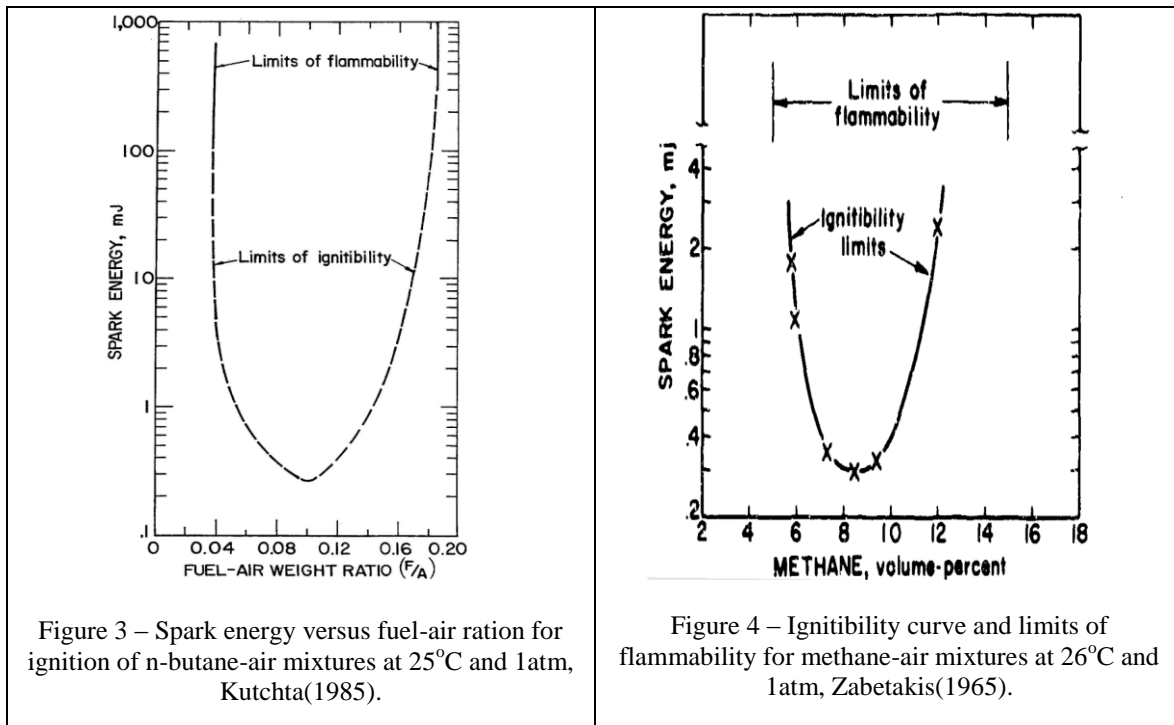 1,000
Limits of flammability
100
SPARK ENERGY, mJ
Limits of ignitibility
10
1
.1
0 0.04 0.08 0.12 0.16 0.20
FUEL-AIR WEIGHT RATIO (F/A)
Figure 3 – Spark energy versus fuel-air ration for
ignition of n-butane-air mixtures at 25°C and 1atm,
Kutchta(1985).
Limits of
flammability
SPARK ENERGY, mj
4
Ignitibility
limits
2
1
.8
.6
.4
.2
2 4 6 8 10 12 14 16 18
METHANE, volume-percent
Figure 4 – Ignitibility curve and limits of
flammability for methane-air mixtures at 26°C and
1atm, Zabetakis(1965).